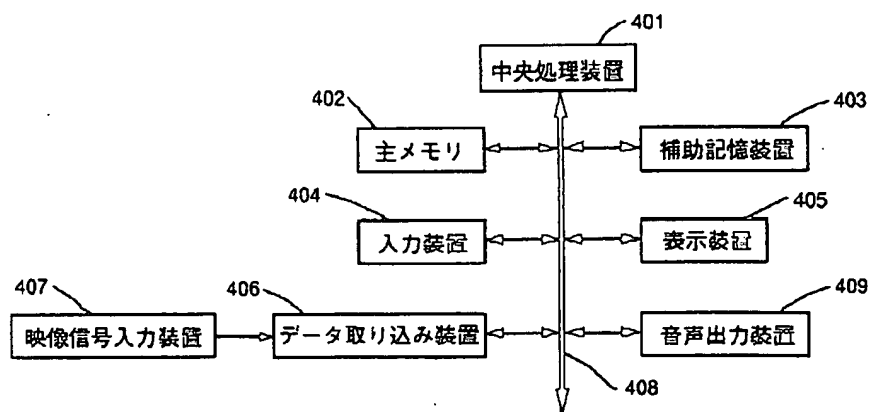 401
中央処理装置
402
主メモリ
403
補助記憶装置
404
入力装置
405
表示装置
407
映像信号入力装置
406
データ取り込み装置
409
音声出力装置
408